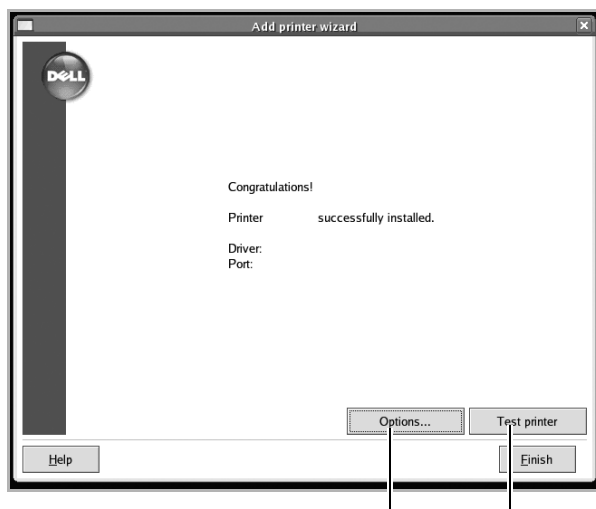 Add printer wizard
DELL
Congratulations!
Printer successfully installed.
Driver:
Port:
Options...
Test printer
Help
Finish